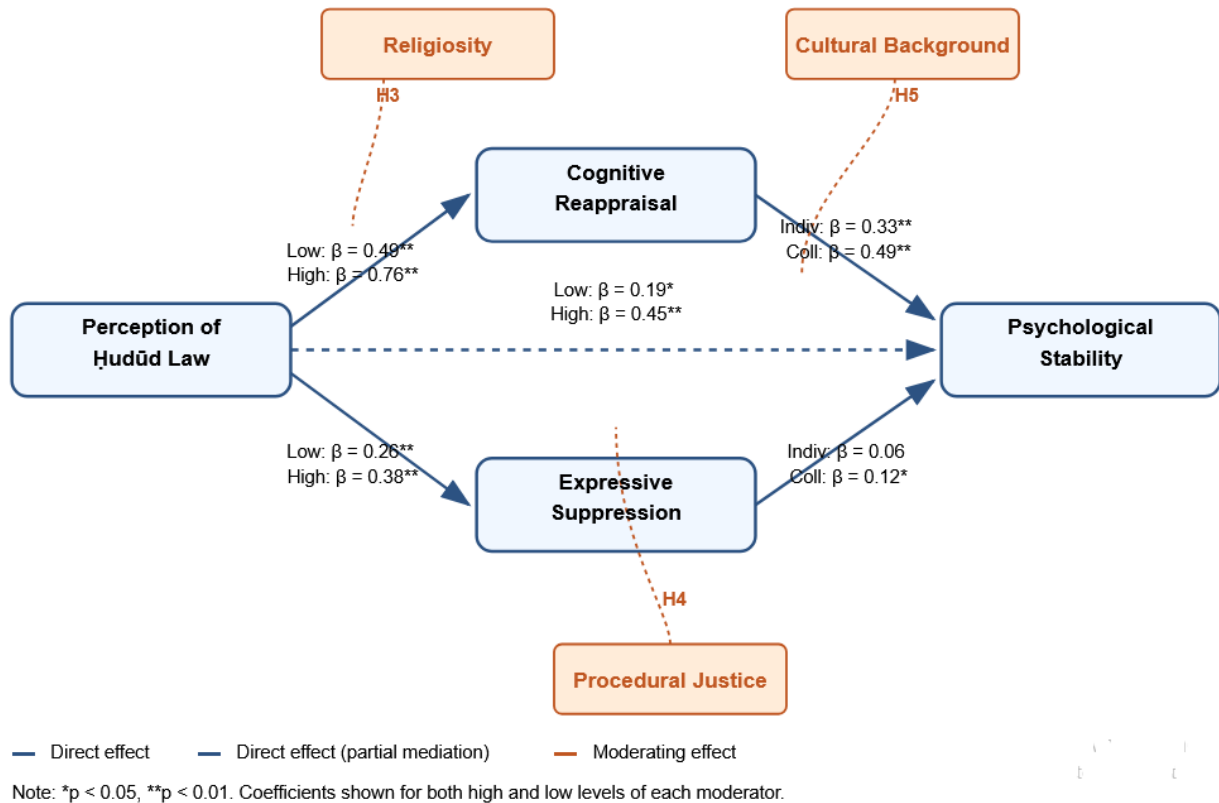 Religiosity
Cultural Background
H3
H5
Cognitive
Reappraisal
Low: β = 0.49**
High: β = 0.76**
Indiv: β = 0.33**
Coll: β = 0.49**
Low: β = 0.19*
High: β = 0.45**
Perception of
Ḥudūd Law
Psychological
Stability
Low: β = 0.26**
High: β = 0.38**
Indiv: β = 0.06
Coll: β = 0.12*
Expressive
Suppression
H4
Procedural Justice
Direct effect
Direct effect (partial mediation)
Moderating effect
Note: *p < 0.05, **p < 0.01. Coefficients shown for both high and low levels of each moderator.